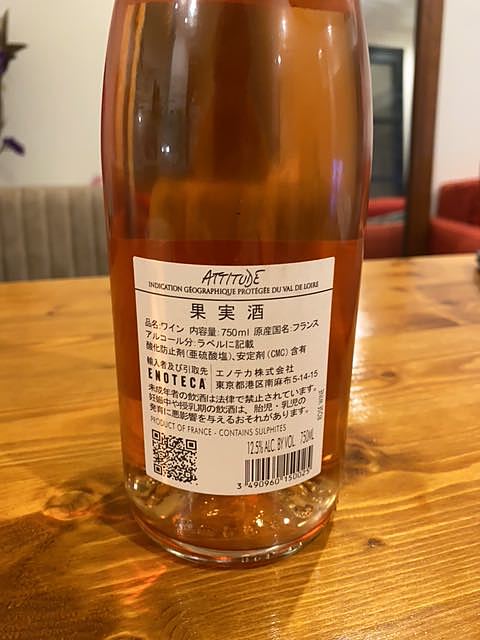 ATTITUDE
INDICATION GÉOGRAPHIQUE PROTÉGÉE DU VAL DE LOIRE
果実酒
品名:ワイン 内容量:750ml 原産国名:フランス
アルコール分:ラベルに記載
酸化防止剤(亜硫酸塩)、安定剤(CMC)含有
輸入者及び引取先
ENOTECA
エノテカ株式会社
東京都港区南麻布5-14-15
未成年者の飲酒は法律で禁止されています。
妊娠中や授乳期の飲酒は、胎児・乳児の
発育に悪影響を与えるおそれがあります。
PRODUCT OF FRANCE - CONTAINS SULPHITES
12.5% ALC. BY VOL. 750ML